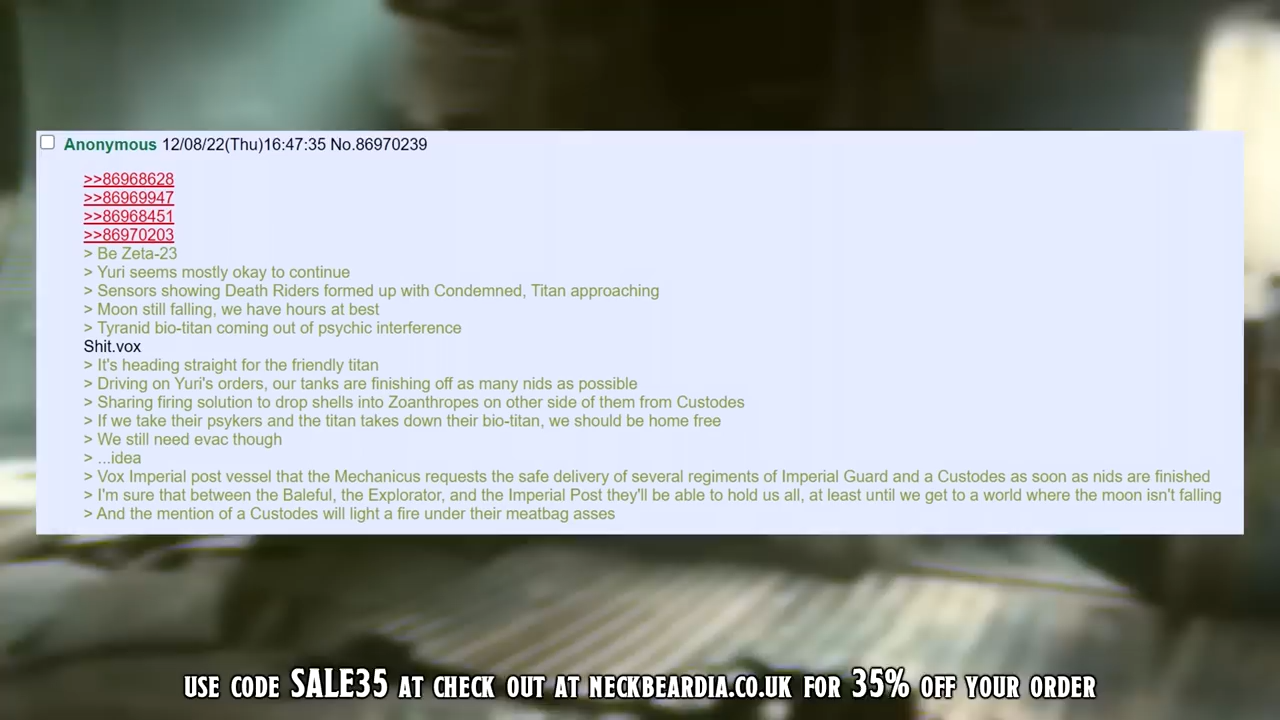 Anonymous 12/08/22(Thu)16:47:35 No.86970239
>>86968628
>>86969947
>>86968451
>>86970203
> Be Zeta-23
> Yuri seems mostly okay to continue
> Sensors showing Death Riders formed up with Condemned, Titan approaching
> Moon still falling, we have hours at best
> Tyranid bio-titan coming out of psychic interference
Shit.vox
> It's heading straight for the friendly titan
> Driving on Yuri's orders, our tanks are finishing off as many nids as possible
> Sharing firing solution to drop shells into Zoanthropes on other side of them from Custodes
> If we take their psykers and the titan takes down their bio-titan, we should be home free
> We still need evac though
> ...idea
> Vox Imperial post vessel that the Mechanicus requests the safe delivery of several regiments of Imperial Guard and a Custodes as soon as nids are finished
> I'm sure that between the Baleful, the Explorator, and the Imperial Post they'll be able to hold us all, at least until we get to a world where the moon isn't falling
> And the mention of a Custodes will light a fire under their meatbag asses
USE CODE SALE35 AT CHECK OUT AT NECKBEARDIA.CO.UK FOR 35% OFF YOUR ORDER